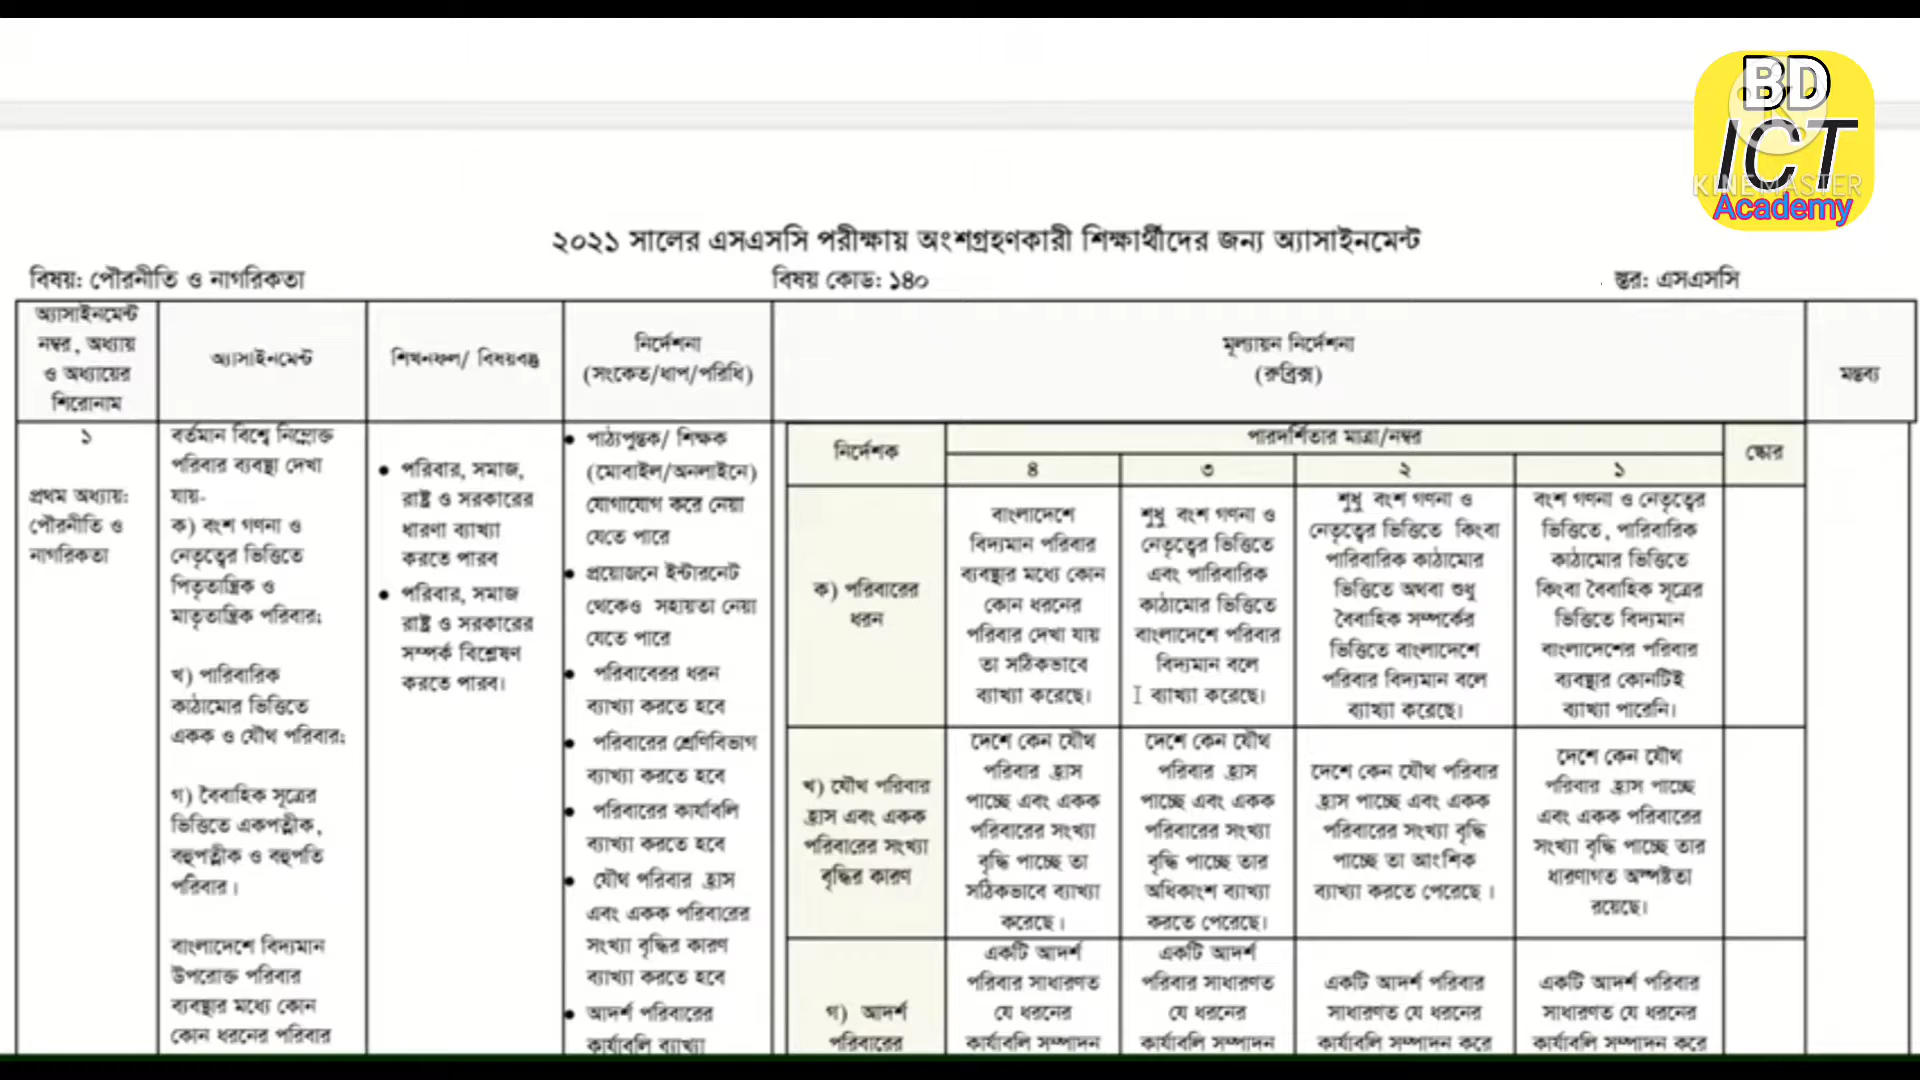 BD
ICT
KINEMASTER
Academy
২০২১ সালের এসএসসি পরীক্ষায় অংশগ্রহণকারী শিক্ষার্থীদের জন্য অ্যাসাইনমেন্ট
বিষয়: পৌরনীতি ও নাগরিকতা
বিষয় কোড: ১৪০
স্তর: এসএসসি
অ্যাসাইনমেন্ট
নম্বর, অধ্যায়
ও অধ্যায়ের
শিরোনাম
অ্যাসাইনমেন্ট
শিখনফল/ বিষয়বস্তু
নির্দেশনা
(সংকেত/ধাপ/পরিধি)
মূল্যায়ন নির্দেশনা
(রুব্রিক্স)
মন্তব্য
১
প্রথম অধ্যায়:
পৌরনীতি ও
নাগরিকতা
বর্তমান বিশ্বে নিম্নোক্ত
পরিবার ব্যবস্থা দেখা
যায়-
ক) বংশ গণনা ও
নেতৃত্বের ভিত্তিতে
পিতৃতান্ত্রিক ও
মাতৃতান্ত্রিক পরিবার;
খ) পারিবারিক
কাঠামোর ভিত্তিতে
একক ও যৌথ পরিবার;
গ) বৈবাহিক সূত্রের
ভিত্তিতে একপত্নীক,
বহুপত্নীক ও বহুপতি
পরিবার।
বাংলাদেশে বিদ্যমান
উপরোক্ত পরিবার
ব্যবস্থার মধ্যে কোন
কোন ধরনের পরিবার
• পরিবার, সমাজ,
রাষ্ট্র ও সরকারের
ধারণা ব্যাখ্যা
করতে পারব
• পরিবার, সমাজ
রাষ্ট্র ও সরকারের
সম্পর্ক বিশ্লেষণ
করতে পারব।
• পাঠ্যপুস্তক/ শিক্ষক
(মোবাইল/অনলাইনে)
যোগাযোগ করে নেয়া
যেতে পারে
• প্রয়োজনে ইন্টারনেট
থেকেও সহায়তা নেয়া
যেতে পারে
• পরিবাবেরর ধরন
ব্যাখ্যা করতে হবে
• পরিবারের শ্রেণিবিভাগ
ব্যাখ্যা করতে হবে
• পরিবারের কার্যাবলি
ব্যাখ্যা করতে হবে
• যৌথ পরিবার হ্রাস
এবং একক পরিবারের
সংখ্যা বৃদ্ধির কারণ
ব্যাখ্যা করতে হবে
• আদর্শ পরিবারের
কার্যাবলি ব্যাখ্যা
নির্দেশক
পারদর্শিতার মাত্রা/নম্বর
স্কোর
৪
৩
২
১
ক) পরিবারের
ধরন
বাংলাদেশে
বিদ্যমান পরিবার
ব্যবস্থার মধ্যে কোন
কোন ধরনের
পরিবার দেখা যায়
তা সঠিকভাবে
ব্যাখ্যা করেছে।
শুধু বংশ গণনা ও
নেতৃত্বের ভিত্তিতে
এবং পারিবারিক
কাঠামোর ভিত্তিতে
বাংলাদেশে পরিবার
বিদ্যমান বলে
ব্যাখ্যা করেছে।
শুধু বংশ গণনা ও
নেতৃত্বের ভিত্তিতে কিংবা
পারিবারিক কাঠামোর
ভিত্তিতে অথবা শুধু
বৈবাহিক সম্পর্কের
ভিত্তিতে বাংলাদেশে
পরিবার বিদ্যমান বলে
ব্যাখ্যা করেছে।
বংশ গণনা ও নেতৃত্বের
ভিত্তিতে, পারিবারিক
কাঠামোর ভিত্তিতে
কিংবা বৈবাহিক সূত্রের
ভিত্তিতে বিদ্যমান
বাংলাদেশের পরিবার
ব্যবস্থার কোনটিই
ব্যাখ্যা পারেনি।
খ) যৌথ পরিবার
হ্রাস এবং একক
পরিবারের সংখ্যা
বৃদ্ধির কারণ
দেশে কেন যৌথ
পরিবার হ্রাস
পাচ্ছে এবং একক
পরিবারের সংখ্যা
বৃদ্ধি পাচ্ছে তা
সঠিকভাবে ব্যাখ্যা
করেছে।
দেশে কেন যৌথ
পরিবার হ্রাস
পাচ্ছে এবং একক
পরিবারের সংখ্যা
বৃদ্ধি পাচ্ছে তার
অধিকাংশ ব্যাখ্যা
করতে পেরেছে।
দেশে কেন যৌথ পরিবার
হ্রাস পাচ্ছে এবং একক
পরিবারের সংখ্যা বৃদ্ধি
পাচ্ছে তা আংশিক
ব্যাখ্যা করতে পেরেছে।
দেশে কেন যৌথ
পরিবার হ্রাস পাচ্ছে
এবং একক পরিবারের
সংখ্যা বৃদ্ধি পাচ্ছে তার
ধারণাগত অস্পষ্টতা
রয়েছে।
গ) আদর্শ
পরিবারের
একটি আদর্শ
পরিবার সাধারণত
যে ধরনের
কার্যাবলি সম্পাদন
একটি আদর্শ
পরিবার সাধারণত
যে ধরনের
কার্যাবলি সম্পাদন
একটি আদর্শ পরিবার
সাধারণত যে ধরনের
কার্যাবলি সম্পাদন করে
একটি আদর্শ পরিবার
সাধারণত যে ধরনের
কার্যাবলি সম্পাদন করে